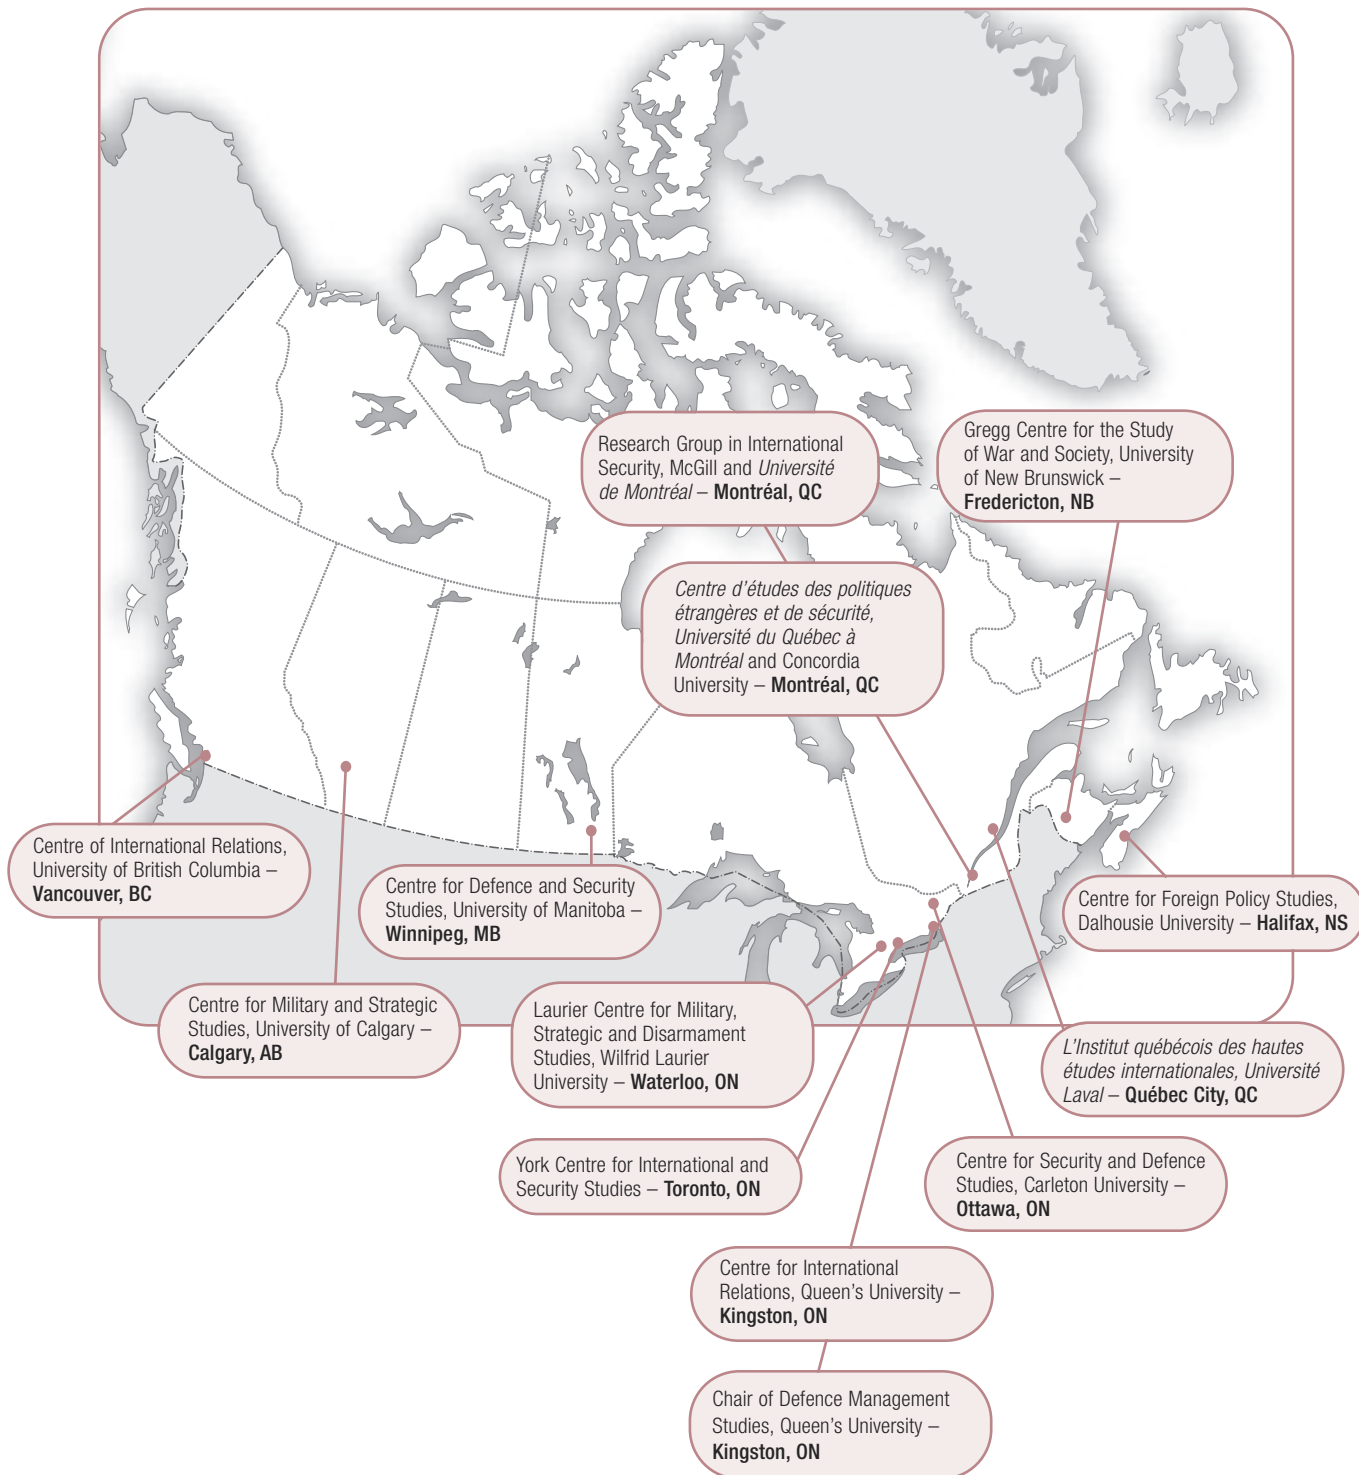 Research Group in International
Security, McGill and Université
de Montréal – Montréal, QC
Gregg Centre for the Study
of War and Society, University
of New Brunswick –
Fredericton, NB
Centre d'études des politiques
étrangères et de sécurité,
Université du Québec à
Montréal and Concordia
University – Montréal, QC
Centre of International Relations,
University of British Columbia –
Vancouver, BC
Centre for Defence and Security
Studies, University of Manitoba –
Winnipeg, MB
Centre for Foreign Policy Studies,
Dalhousie University – Halifax, NS
Centre for Military and Strategic
Studies, University of Calgary –
Calgary, AB
Laurier Centre for Military,
Strategic and Disarmament
Studies, Wilfrid Laurier
University – Waterloo, ON
L'Institut québécois des hautes
études internationales, Université
Laval – Québec City, QC
York Centre for International and
Security Studies – Toronto, ON
Centre for Security and Defence
Studies, Carleton University –
Ottawa, ON
Centre for International
Relations, Queen's University –
Kingston, ON
Chair of Defence Management
Studies, Queen's University –
Kingston, ON